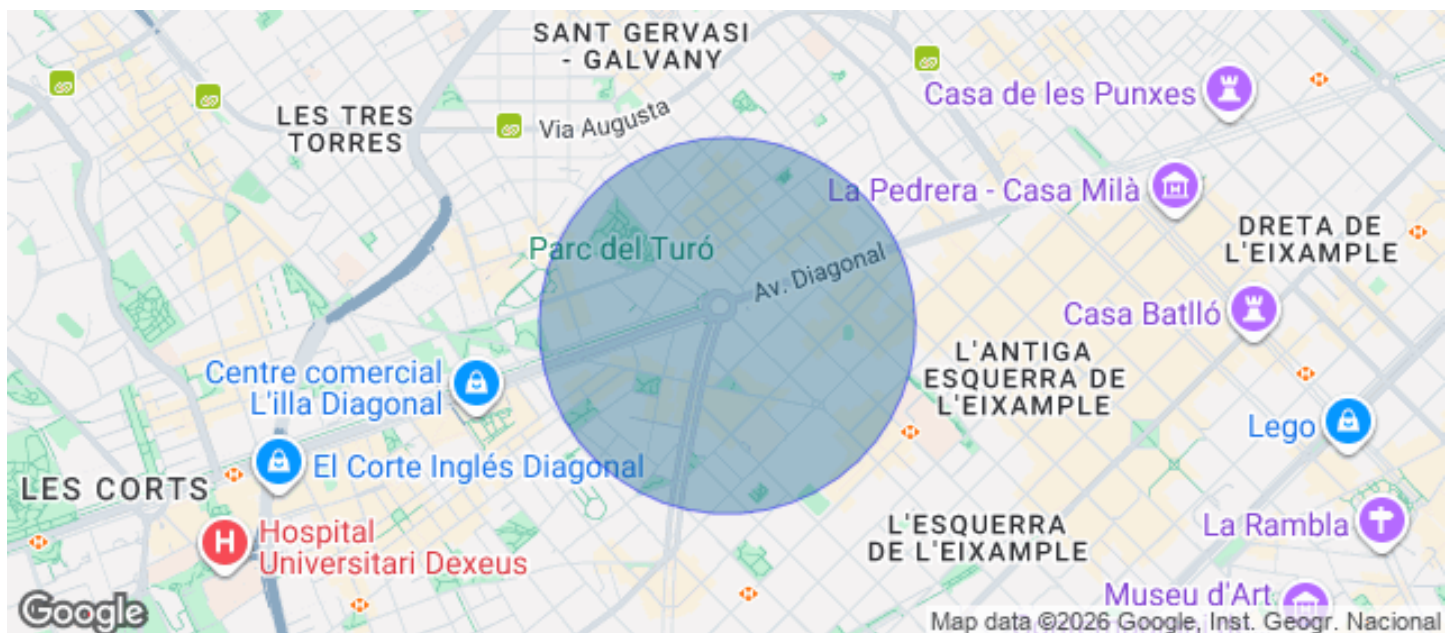 SANT GERVASI
- GALVANY
LES TRES
TORRES
Via Augusta
Casa de les Punxes
La Pedrera - Casa Milà
DRETA DE
L'EIXAMPLE
Parc del Turó
Av. Diagonal
Casa Batlló
Centre comercial
L'illa Diagonal
L'ANTIGA
ESQUERRA DE
L'EIXAMPLE
Lego
El Corte Inglés Diagonal
LES CORTS
H
Hospital
Universitari Dexeus
L'ESQUERRA
DE L'EIXAMPLE
La Rambla
Museu d'Art
Google
Map data ©2026 Google, Inst. Geogr. Nacional